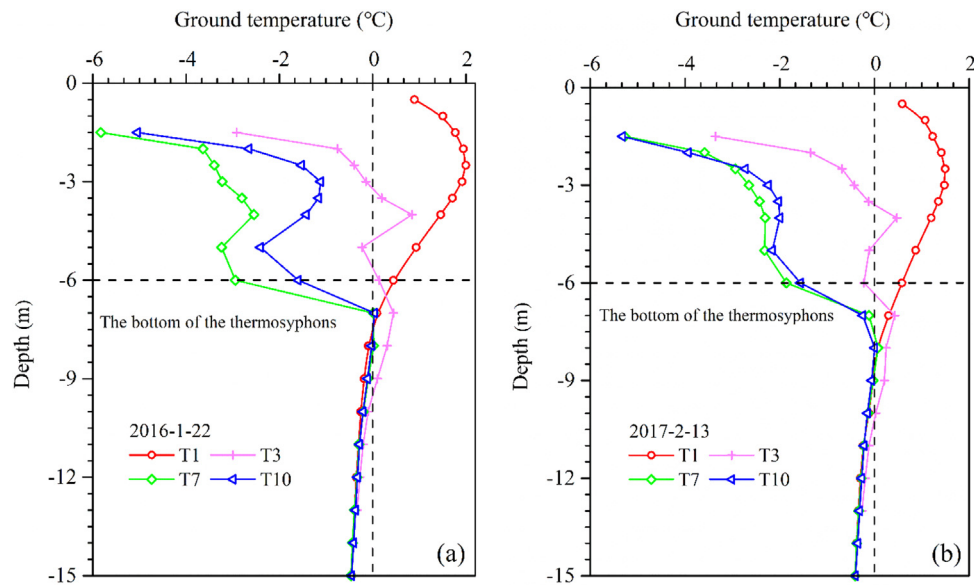 Ground temperature (℃)
-6 -4 -2 0 2
0
-3
-6
-9
-12
-15
Depth (m)
The bottom of the thermosyphons
2016-1-22
T1 T3
T7 T10
(a)
Ground temperature (℃)
-6 -4 -2 0 2
0
-3
-6
-9
-12
-15
Depth (m)
The bottom of the thermosyphons
2017-2-13
T1 T3
T7 T10
(b)